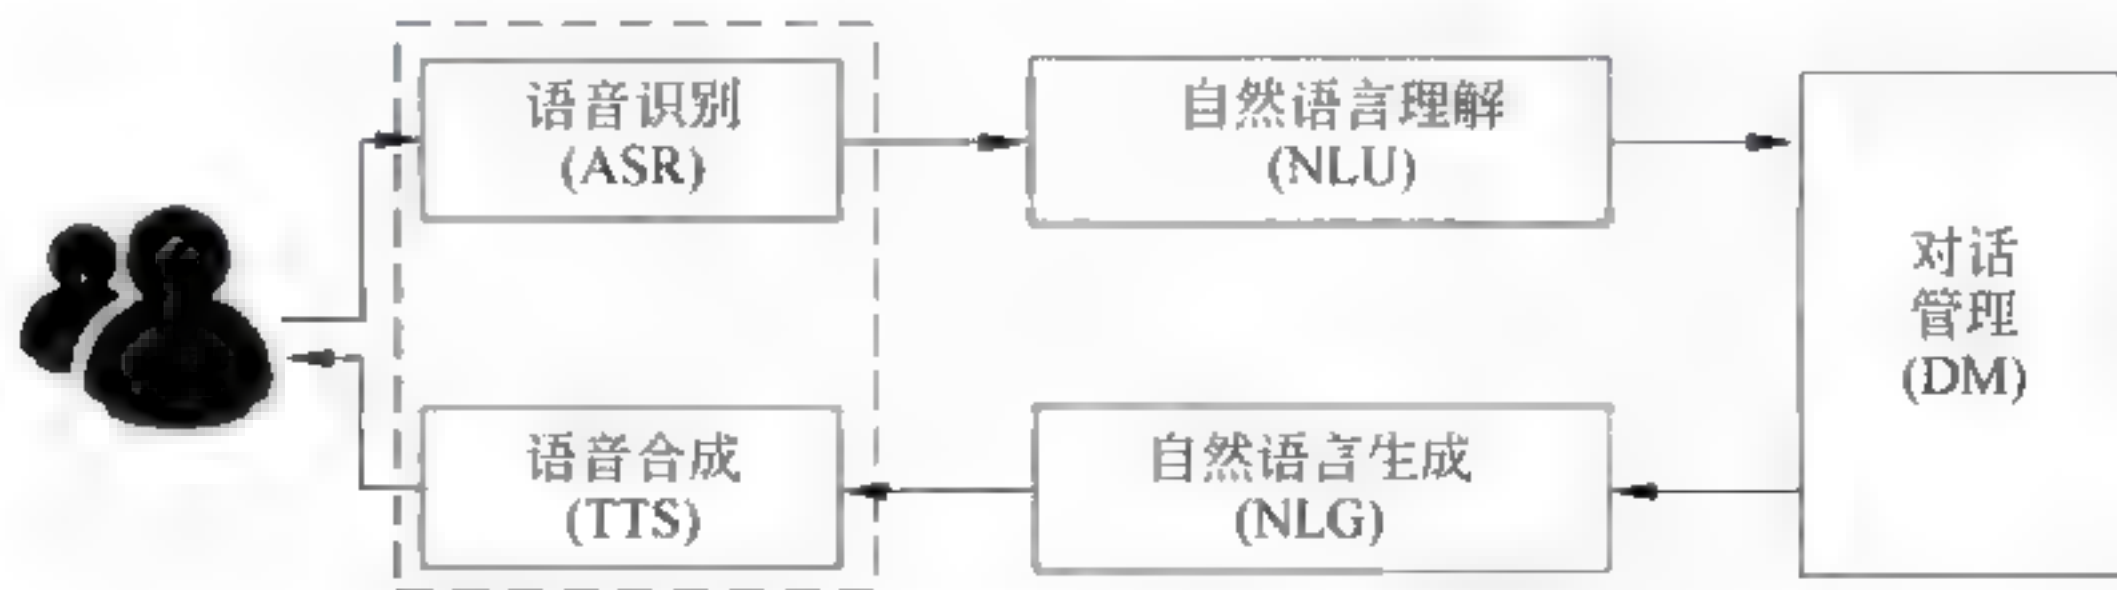 语音识别
(ASR)
自然语言理解
(NLU)
对话
管理
(DM)
语音合成
(TTS)
自然语言生成
(NLG)